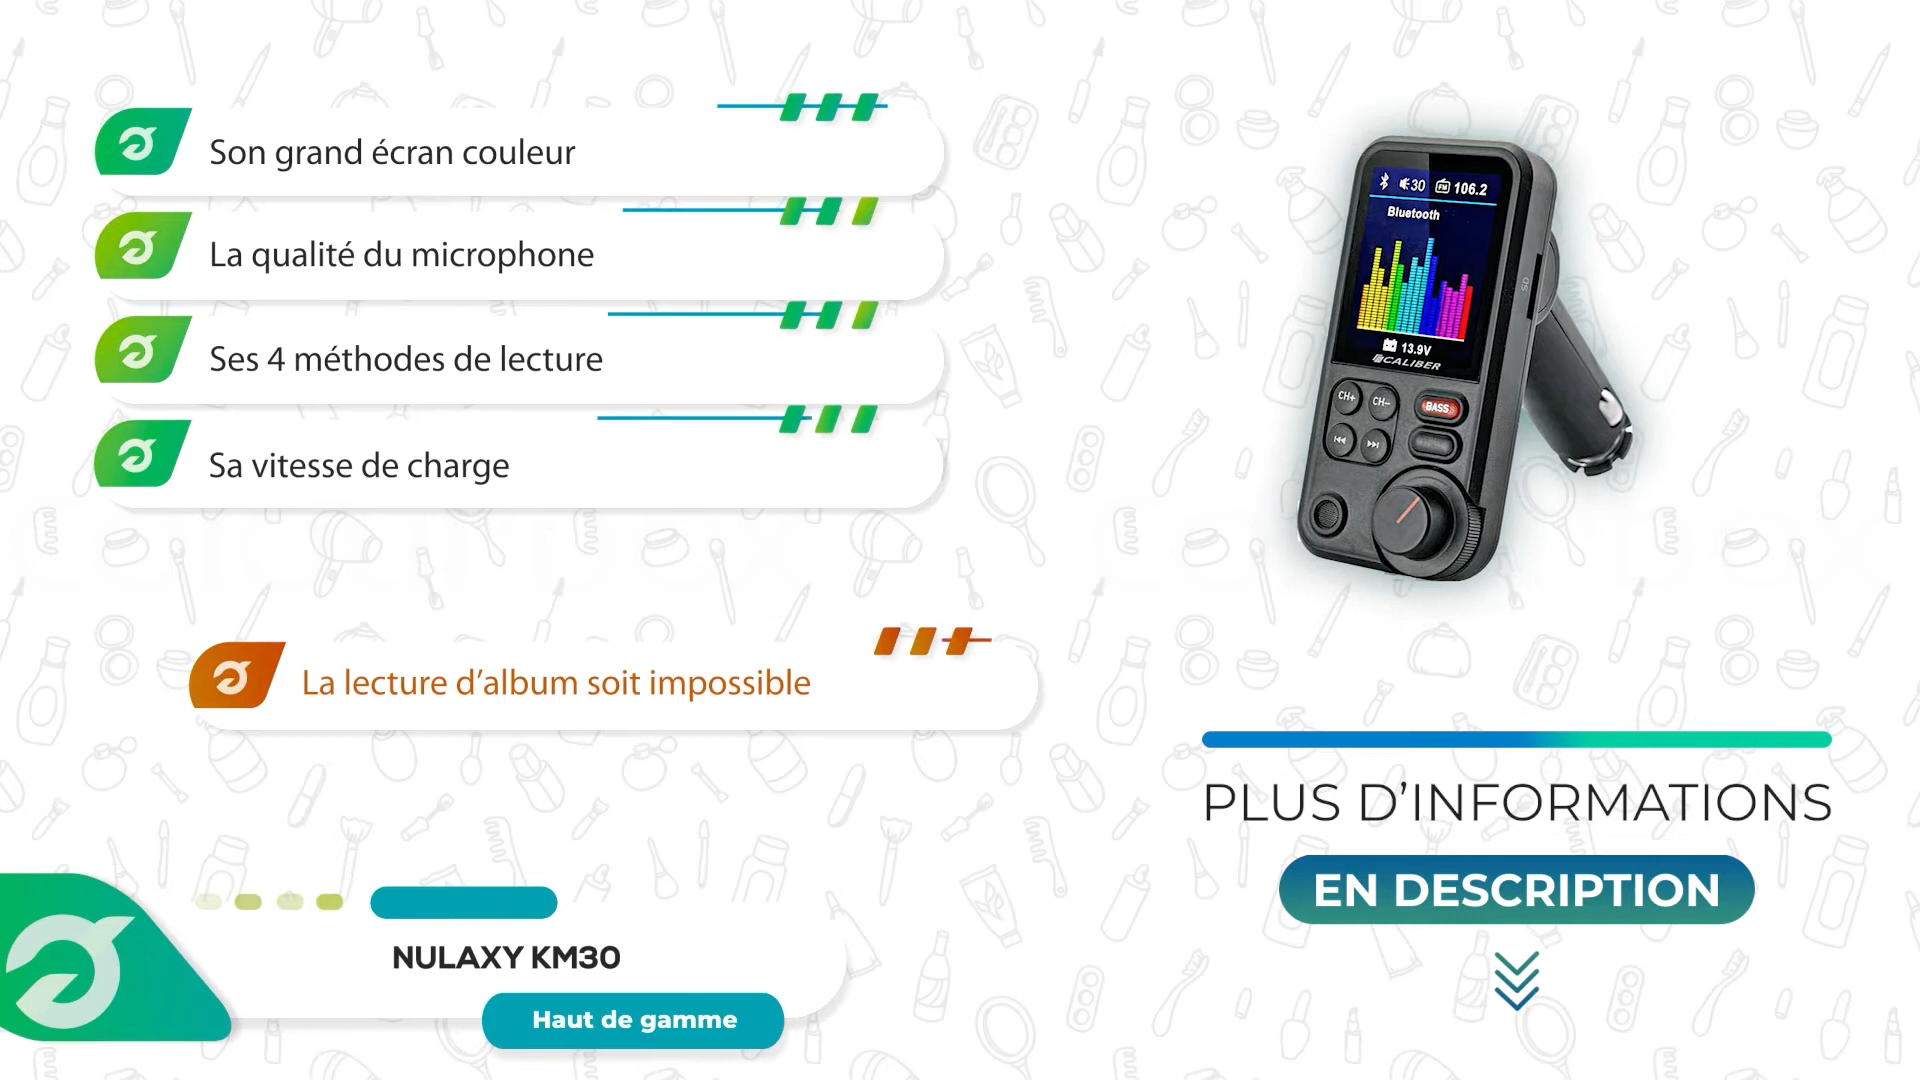 Son grand écran couleur
La qualité du microphone
Ses 4 méthodes de lecture
Sa vitesse de charge
La lecture d’album soit impossible
NULAXY KM30
Haut de gamme
30 FM 106.2
Bluetooth
13.9V
CALIBER
CH+ CH− BASS
SD
PLUS D’INFORMATIONS
EN DESCRIPTION